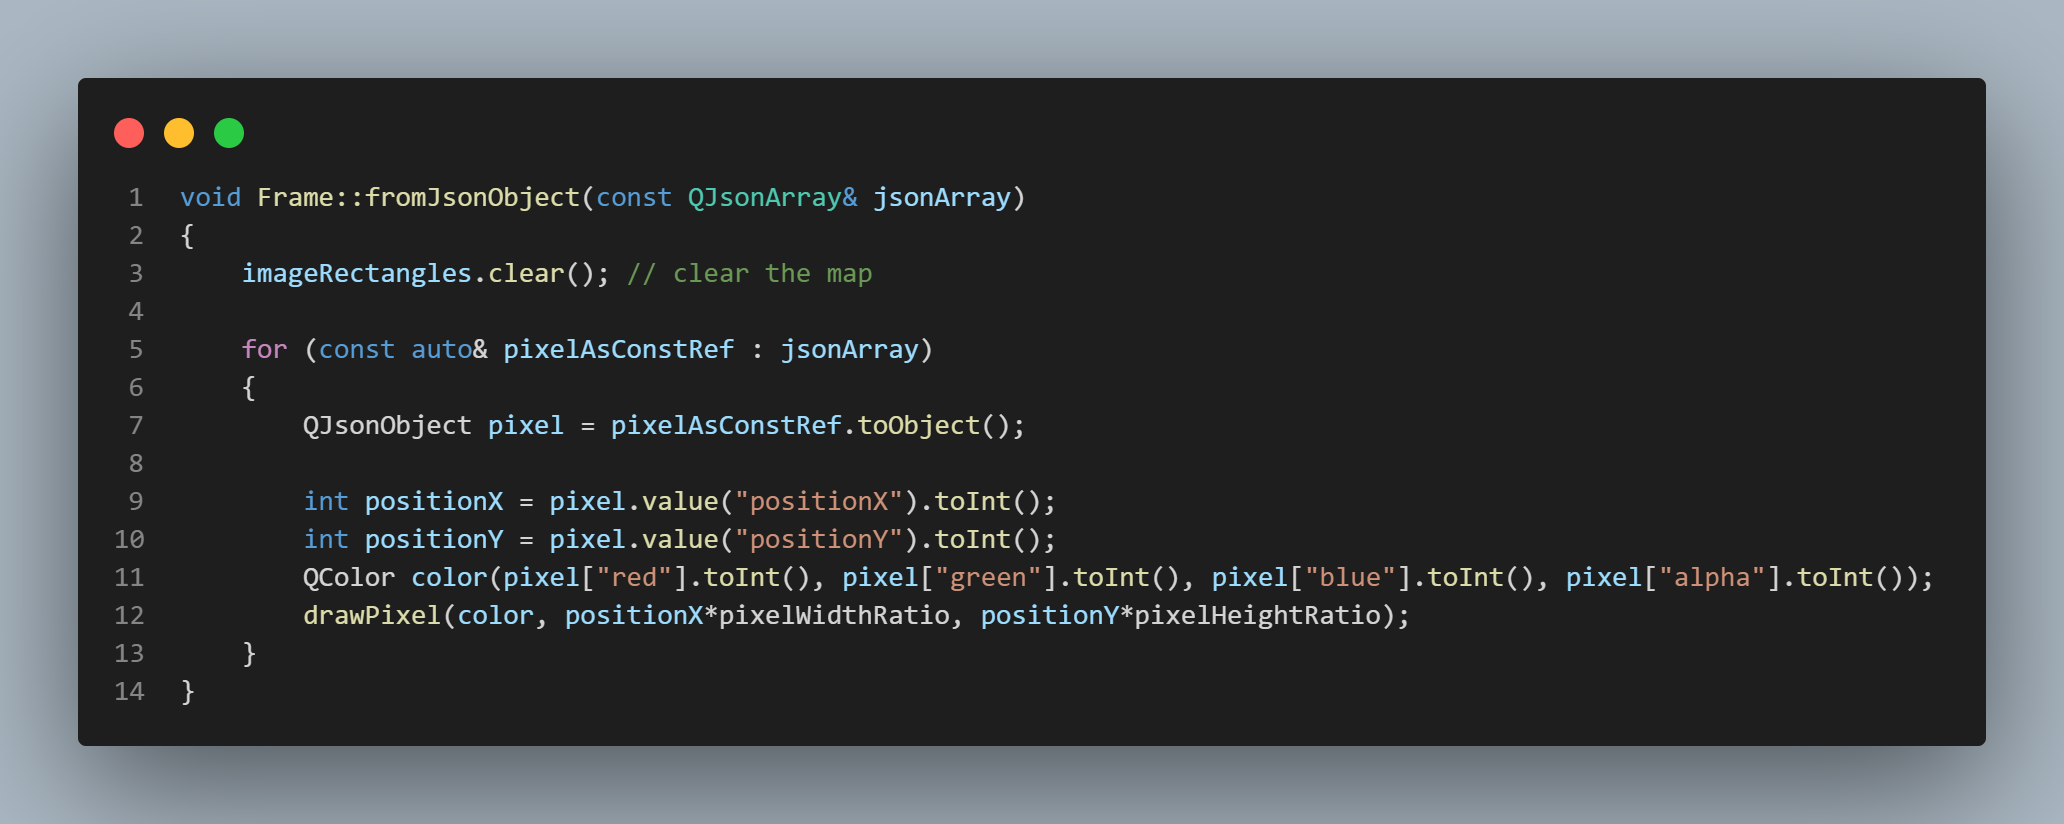 1 void Frame::fromJsonObject(const QJsonArray& jsonArray)
2 {
3     imageRectangles.clear(); // clear the map
4
5     for (const auto& pixelAsConstRef : jsonArray)
6     {
7         QJsonObject pixel = pixelAsConstRef.toObject();
8
9         int positionX = pixel.value("positionX").toInt();
10         int positionY = pixel.value("positionY").toInt();
11         QColor color(pixel["red"].toInt(), pixel["green"].toInt(), pixel["blue"].toInt(), pixel["alpha"].toInt());
12         drawPixel(color, positionX*pixelWidthRatio, positionY*pixelHeightRatio);
13     }
14 }